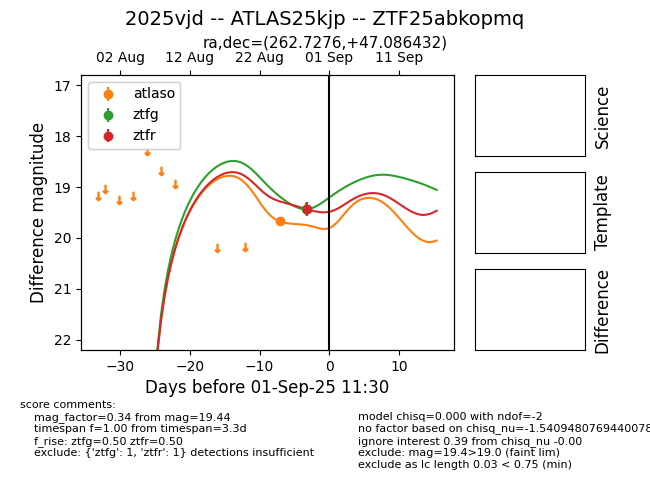 2025vjd -- ATLAS25kjp -- ZTF25abkopmq
ra,dec=(262.7276,+47.086432)
02 Aug 12 Aug 22 Aug 01 Sep 11 Sep
atlaso
ztfg
ztfr
17
18
19
20
21
22
Difference magnitude
−30 −20 −10 0 10
Days before 01-Sep-25 11:30
Science
Template
Difference
score comments:
mag_factor=0.34 from mag=19.44
timespan f=1.00 from timespan=3.3d
f_rise: ztfg=0.50 ztfr=0.50
exclude: {'ztfg': 1, 'ztfr': 1} detections insufficient
model chisq=0.000 with ndof=-2
no factor based on chisq_nu=-1.5409480769440078
ignore interest 0.39 from chisq_nu -0.00
exclude: mag=19.4>19.0 (faint lim)
exclude as lc length 0.03 < 0.75 (min)